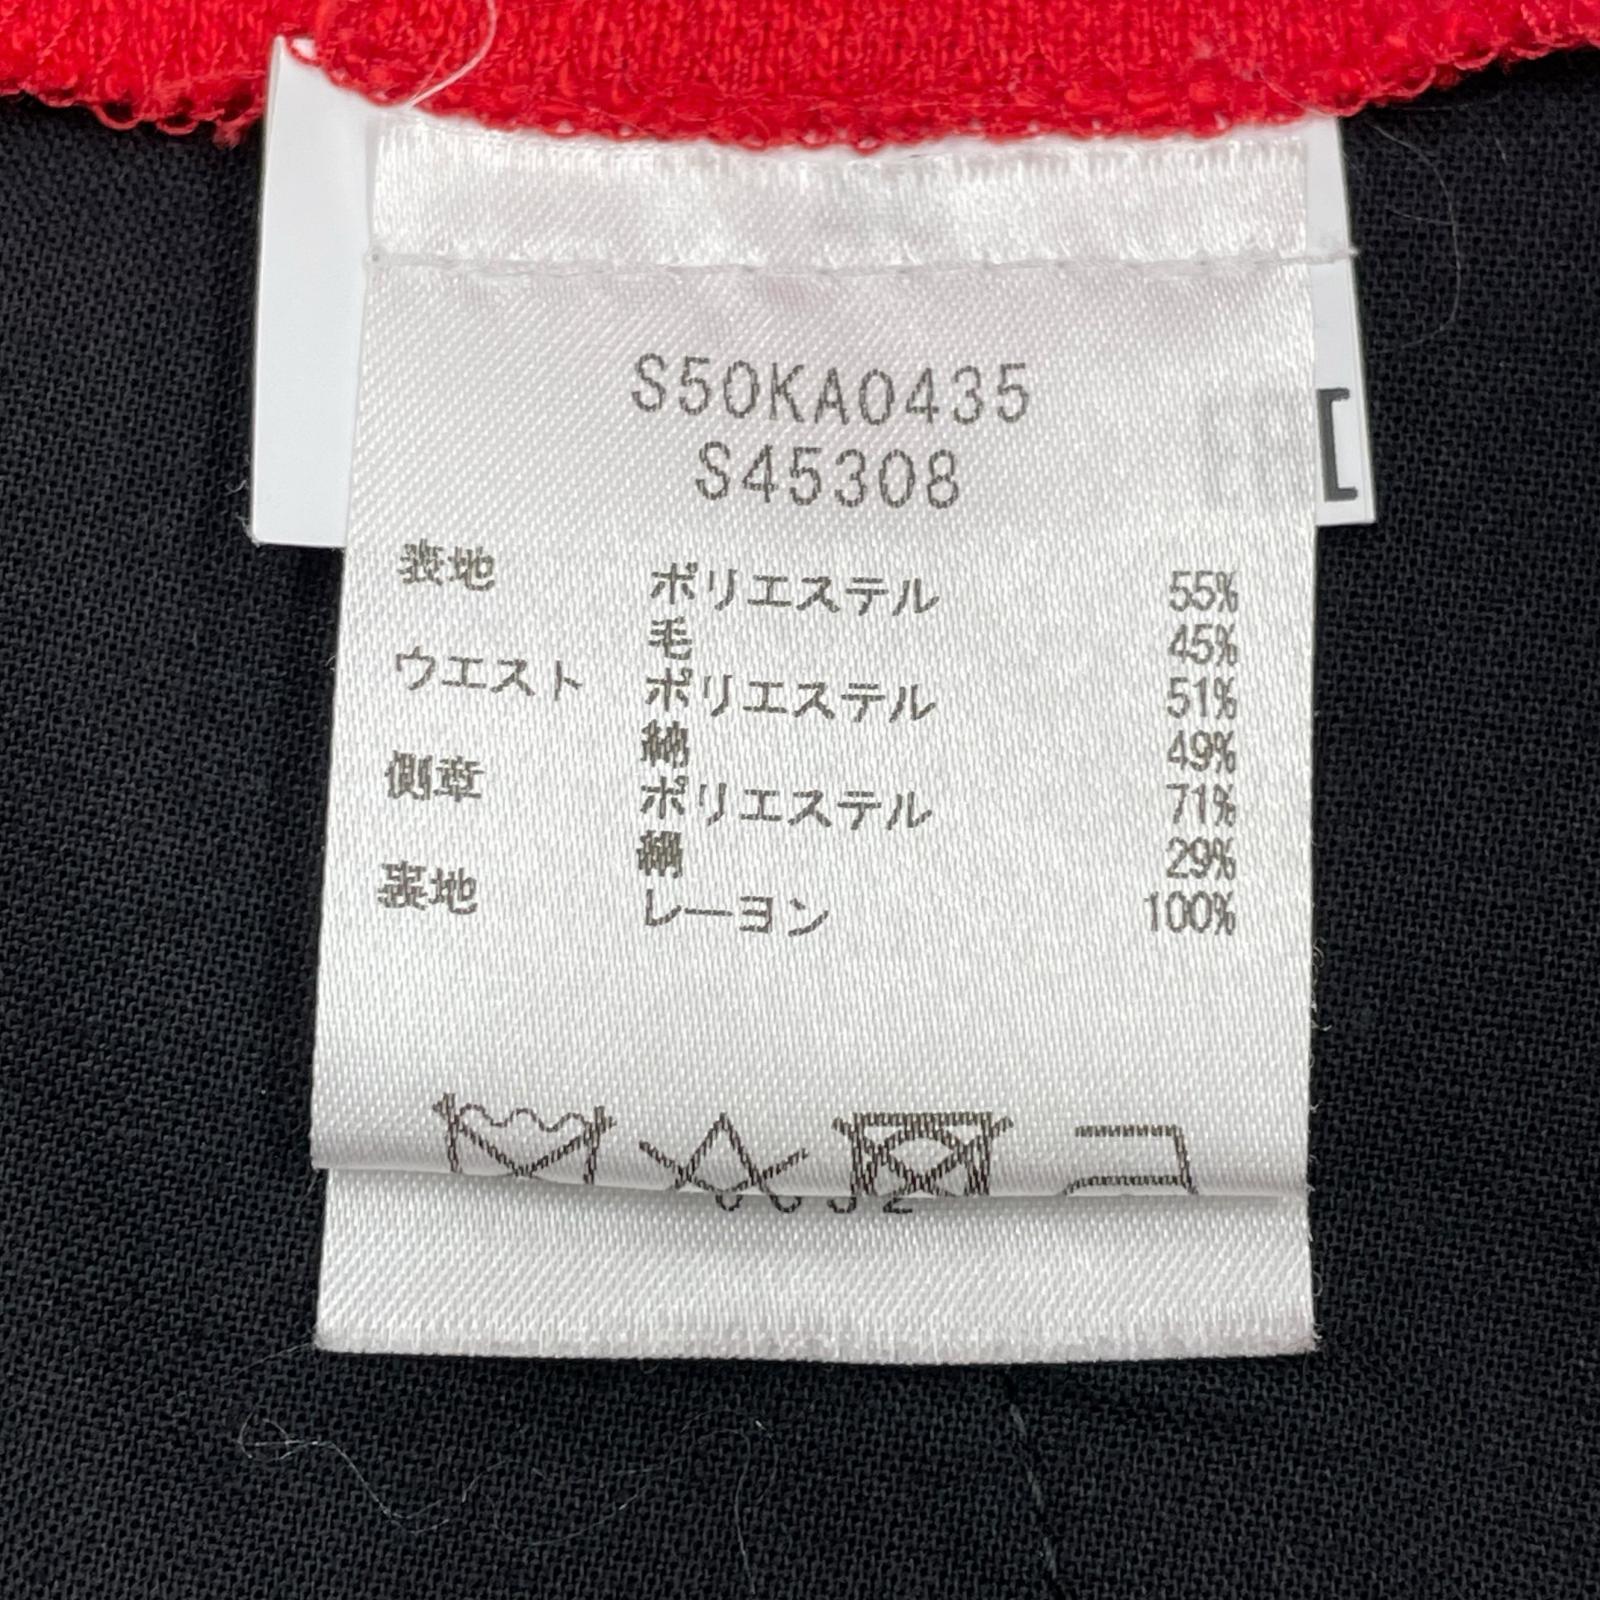 S50KA0435
S45308
表地 ポリエステル 55%
毛 45%
ウエスト ポリエステル 51%
綿 49%
側章 ポリエステル 71%
綿 29%
裏地 レーヨン 100%